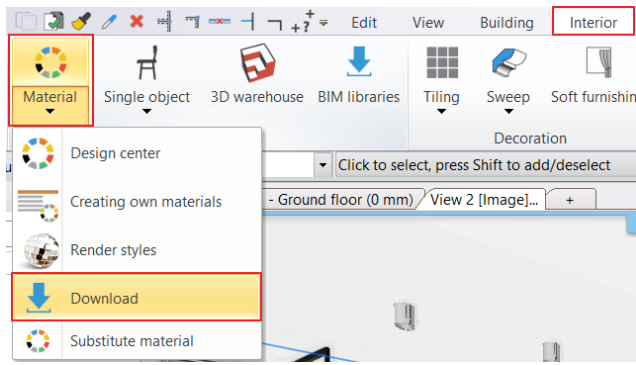 Edit View Building Interior
Material Single object 3D warehouse BIM libraries Tiling Sweep Soft furnishin
Decoration
Design center
Click to select, press Shift to add/deselect
Creating own materials
- Ground floor (0 mm) View 2 [Image]... +
Render styles
Download
Substitute material